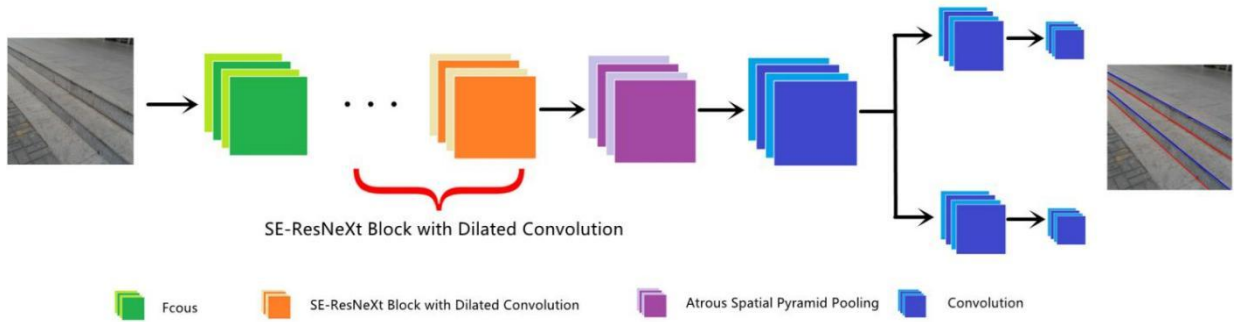 SE-ResNeXt Block with Dilated Convolution
Fcous
SE-ResNeXt Block with Dilated Convolution
Atrous Spatial Pyramid Pooling
Convolution